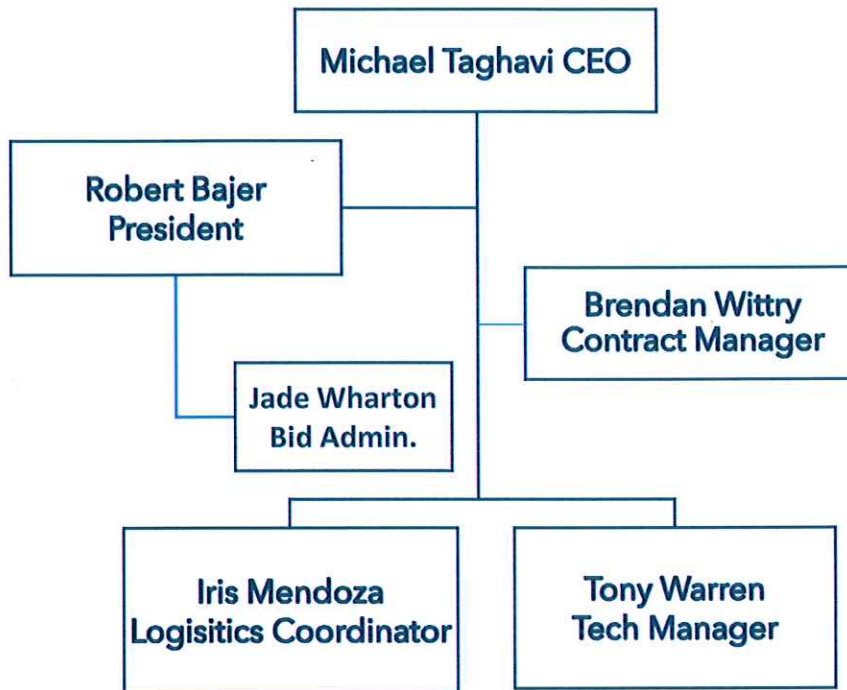 Michael Taghavi CEO
Robert Bajer
President
Brendan Wittry
Contract Manager
Jade Wharton
Bid Admin.
Iris Mendoza
Logisitics Coordinator
Tony Warren
Tech Manager